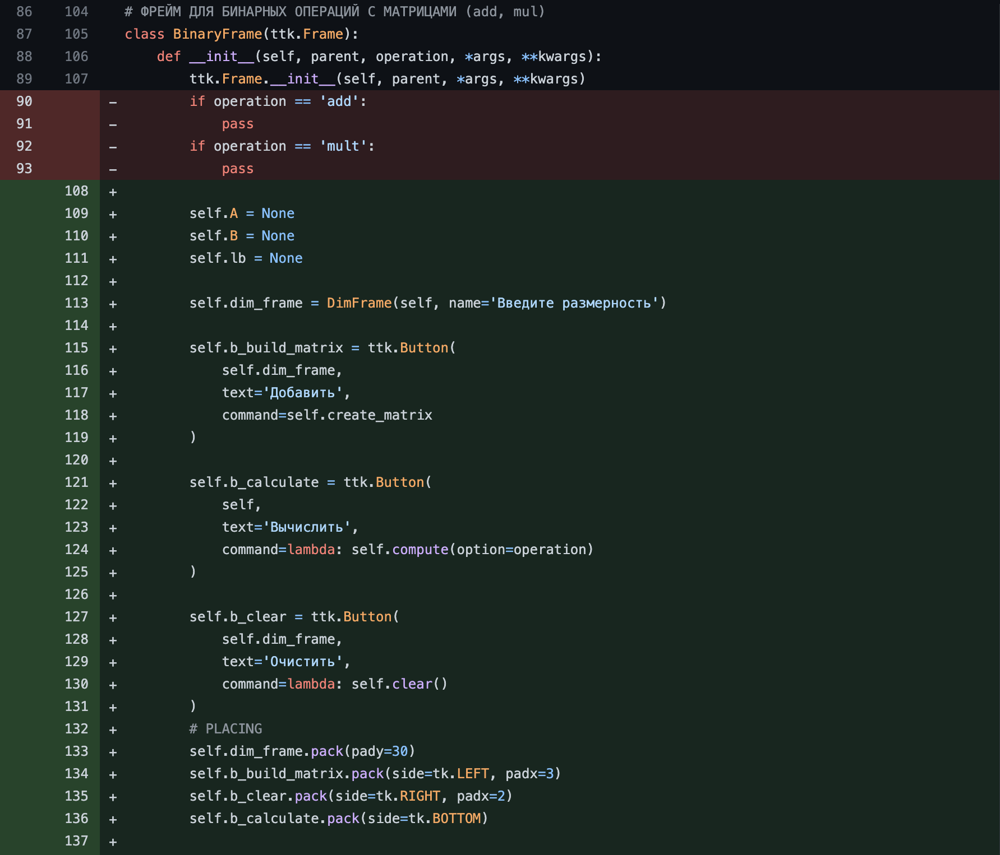 86 104 # ФРЕЙМ ДЛЯ БИНАРНЫХ ОПЕРАЦИЙ С МАТРИЦАМИ (add, mul)
87 105 class BinaryFrame(ttk.Frame):
88 106     def __init__(self, parent, operation, *args, **kwargs):
89 107         ttk.Frame.__init__(self, parent, *args, **kwargs)
90 -         if operation == 'add':
91 -             pass
92 -         if operation == 'mult':
93 -             pass
108 +
109 +         self.A = None
110 +         self.B = None
111 +         self.lb = None
112 +
113 +         self.dim_frame = DimFrame(self, name='Введите размерность')
114 +
115 +         self.b_build_matrix = ttk.Button(
116 +             self.dim_frame,
117 +             text='Добавить',
118 +             command=self.create_matrix
119 +         )
120 +
121 +         self.b_calculate = ttk.Button(
122 +             self,
123 +             text='Вычислить',
124 +             command=lambda: self.compute(option=operation)
125 +         )
126 +
127 +         self.b_clear = ttk.Button(
128 +             self.dim_frame,
129 +             text='Очистить',
130 +             command=lambda: self.clear()
131 +         )
132 +         # PLACING
133 +         self.dim_frame.pack(pady=30)
134 +         self.b_build_matrix.pack(side=tk.LEFT, padx=3)
135 +         self.b_clear.pack(side=tk.RIGHT, padx=2)
136 +         self.b_calculate.pack(side=tk.BOTTOM)
137 +